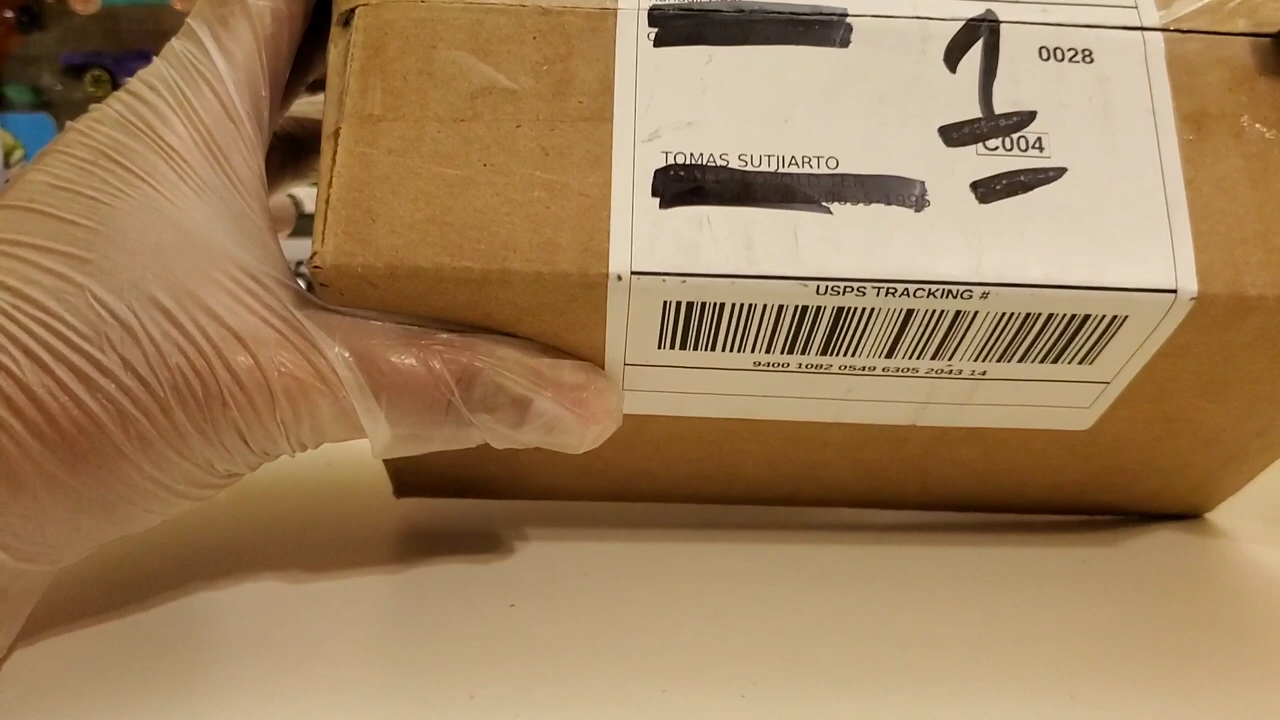 1
0028
C004
TOMAS SUTJIARTO
USPS TRACKING #
9400 1082 0549 6305 2043 14